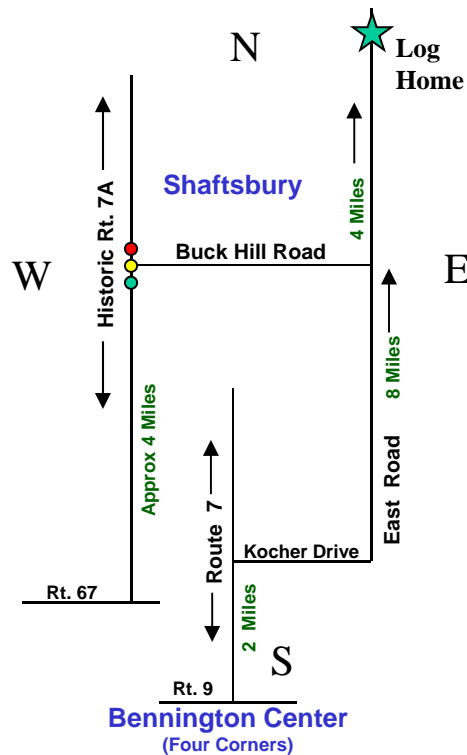 N
Log
Home
4 Miles
Shaftsbury
Historic Rt. 7A
Buck Hill Road
W
E
8 Miles
Approx 4 Miles
East Road
Route 7
Kocher Drive
Rt. 67
2 Miles
S
Rt. 9
Bennington Center
(Four Corners)